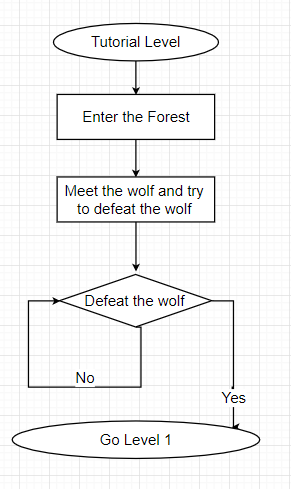 Tutorial Level
Enter the Forest
Meet the wolf and try
to defeat the wolf
Defeat the wolf
No
Yes
Go Level 1